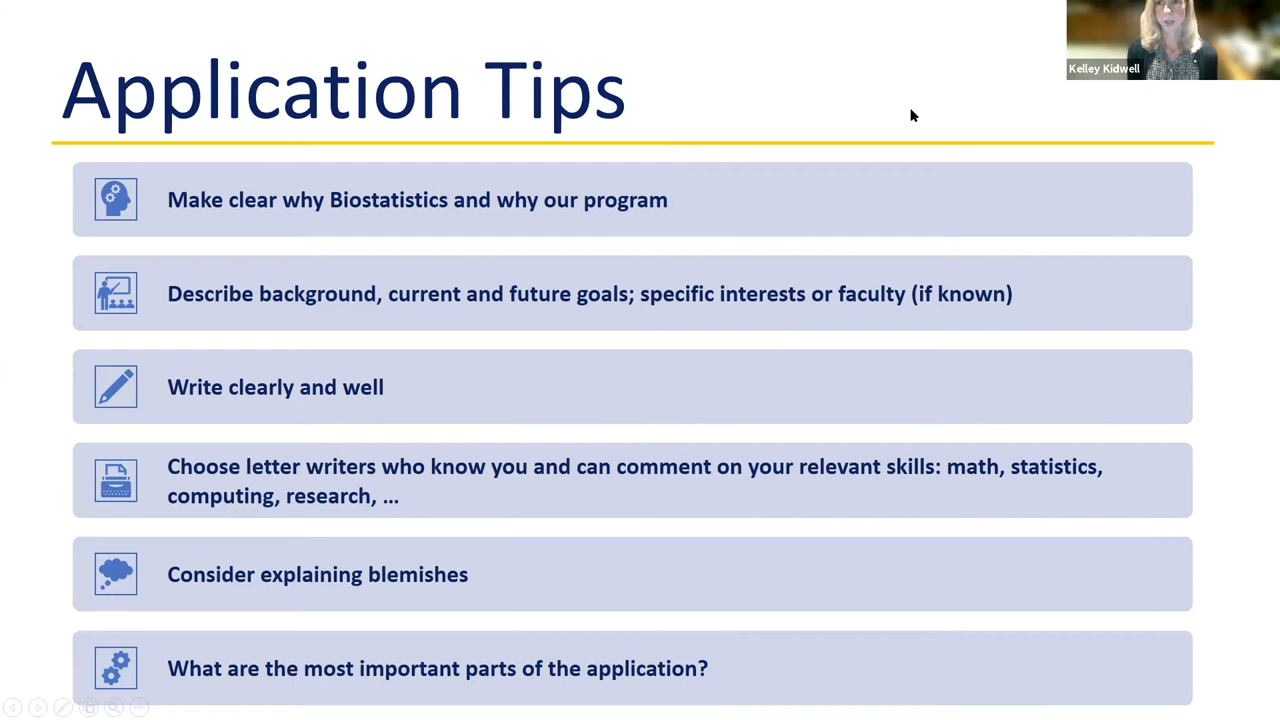 Application Tips
Kelley Kidwell
Make clear why Biostatistics and why our program
Describe background, current and future goals; specific interests or faculty (if known)
Write clearly and well
Choose letter writers who know you and can comment on your relevant skills: math, statistics,
computing, research, ...
Consider explaining blemishes
What are the most important parts of the application?